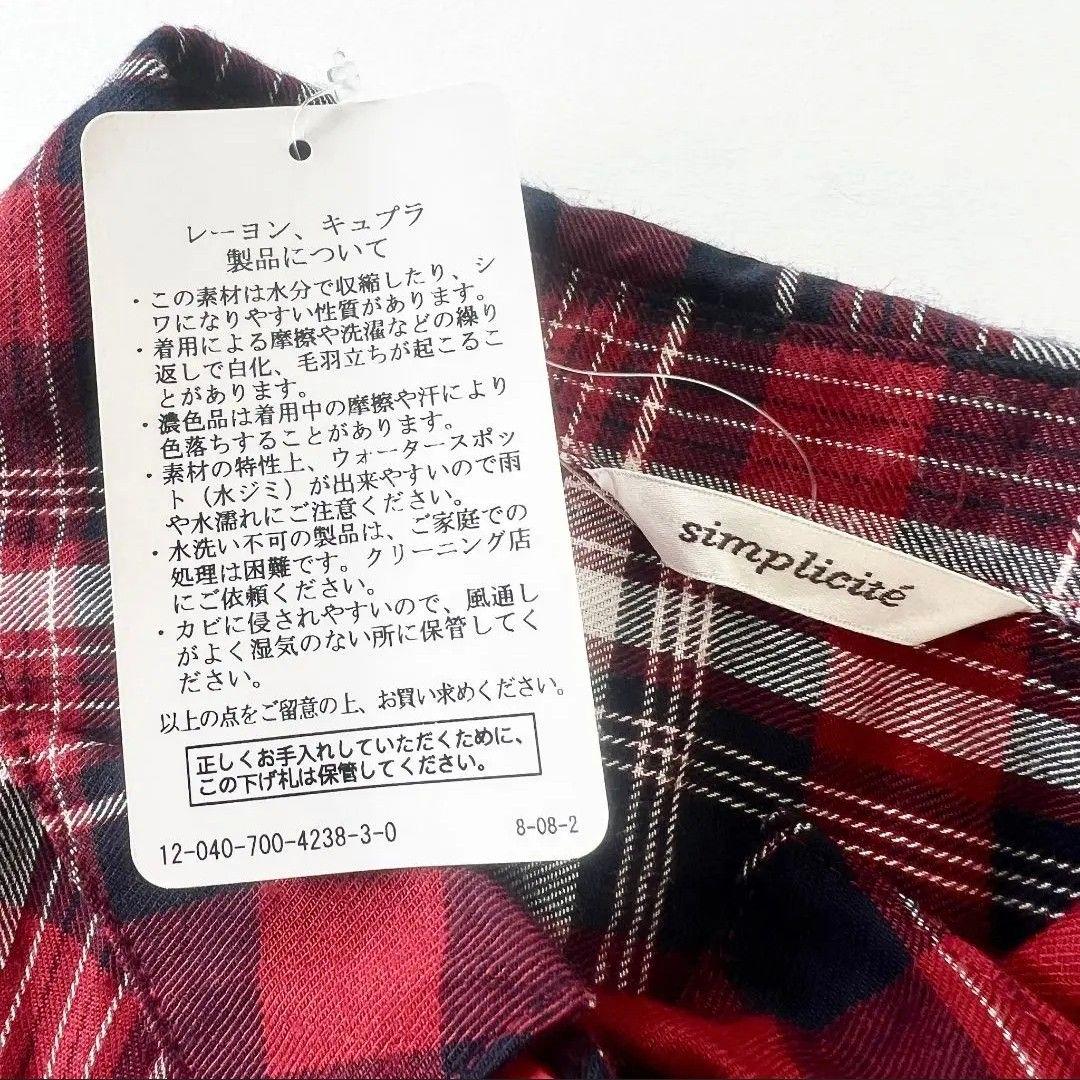 レーヨン、キュプラ
製品について
・この素材は水分で収縮したり、シ
ワになりやすい性質があります。
・着用による摩擦や洗濯などの繰り
返しで白化、毛羽立ちが起こるこ
とがあります。
・濃色品は着用中の摩擦や汗により
色落ちすることがあります。
・素材の特性上、ウォータースポッ
ト（水ジミ）が出来やすいので雨
や水濡れにご注意ください。
・水洗い不可の製品は、ご家庭での
処理は困難です。クリーニング店
にご依頼ください。
・カビに侵されやすいので、風通し
がよく湿気のない所に保管してく
ださい。
以上の点をご留意の上、お買い求めください。
正しくお手入れしていただくために、
この下げ札は保管してください。
12-040-700-4238-3-0 8-08-2
simplicité